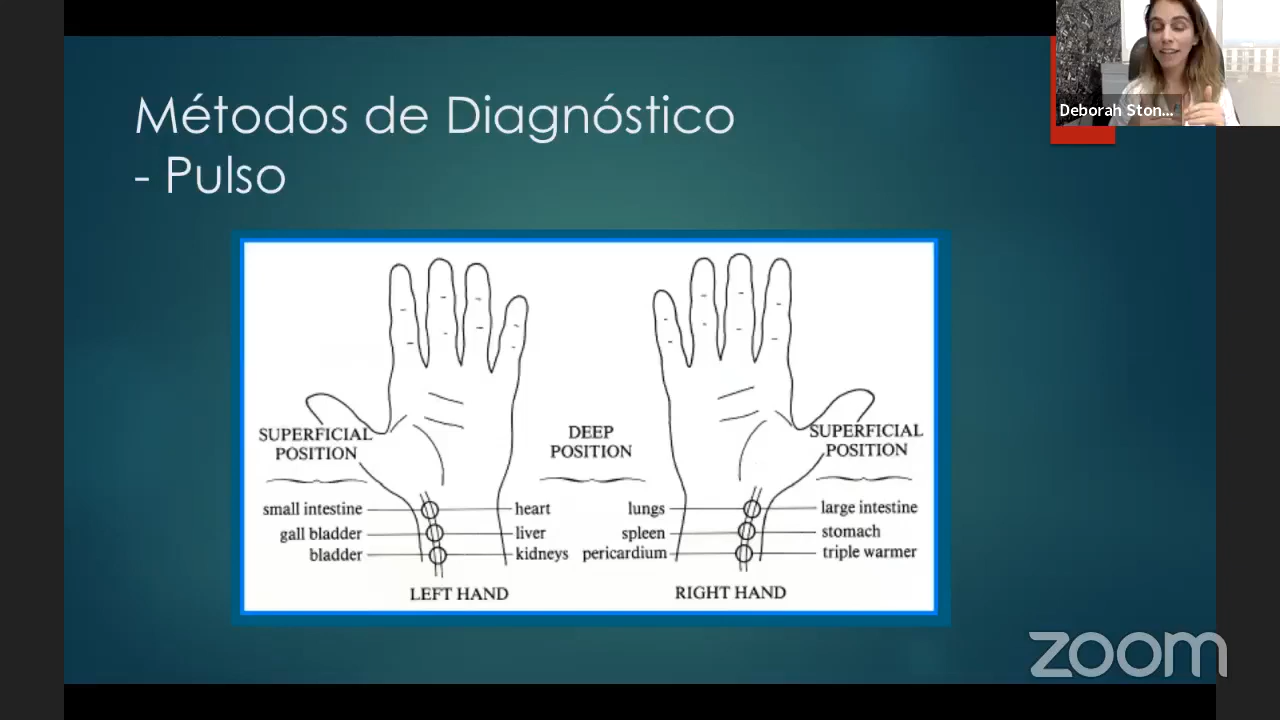 Métodos de Diagnóstico
- Pulso
Deborah Ston...
SUPERFICIAL
POSITION
DEEP
POSITION
SUPERFICIAL
POSITION
small intestine
heart
lungs
large intestine
gall bladder
liver
spleen
stomach
bladder
kidneys
pericardium
triple warmer
LEFT HAND
RIGHT HAND
zoom